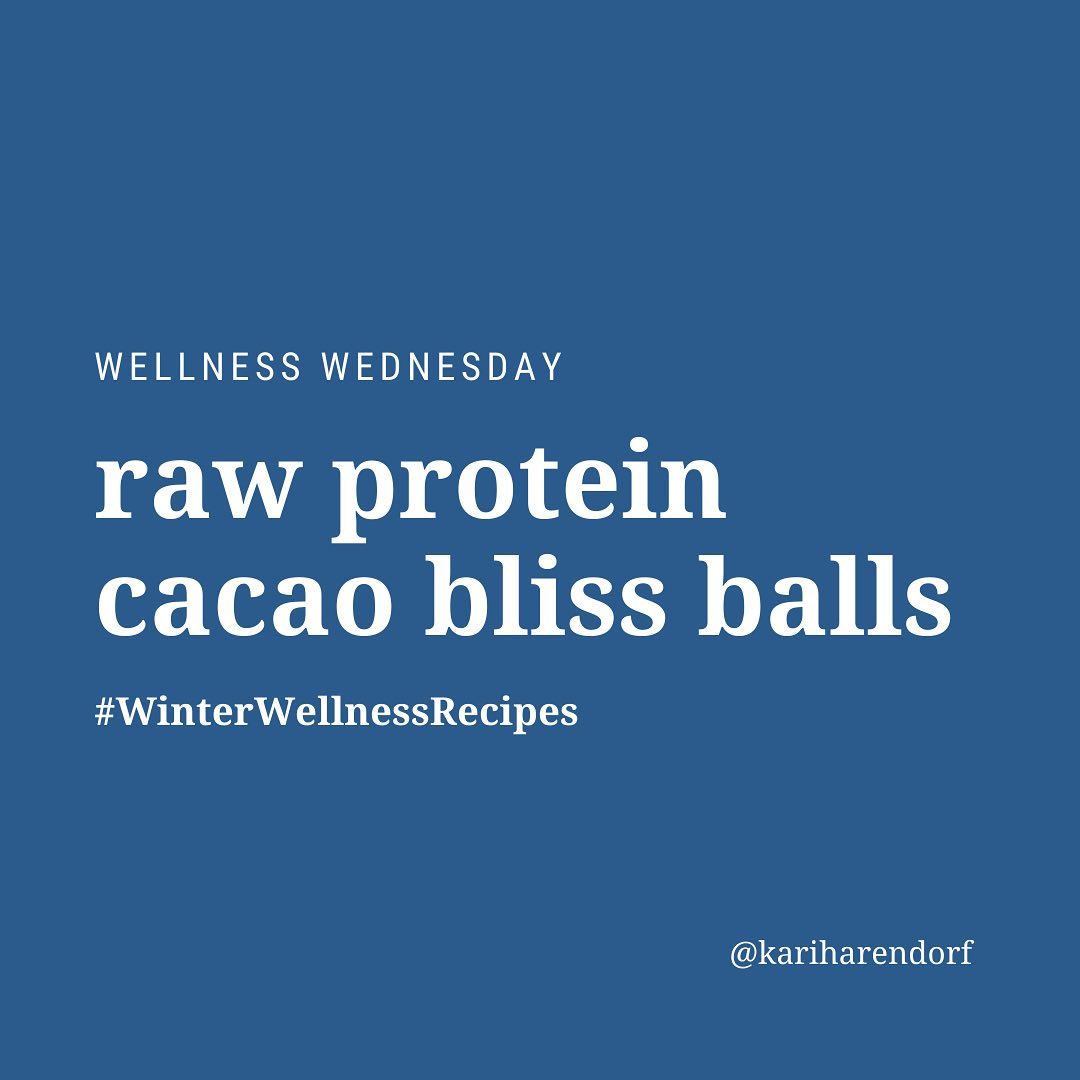 WELLNESS WEDNESDAY
raw protein
cacao bliss balls
#WinterWellnessRecipes
@kariharendorf